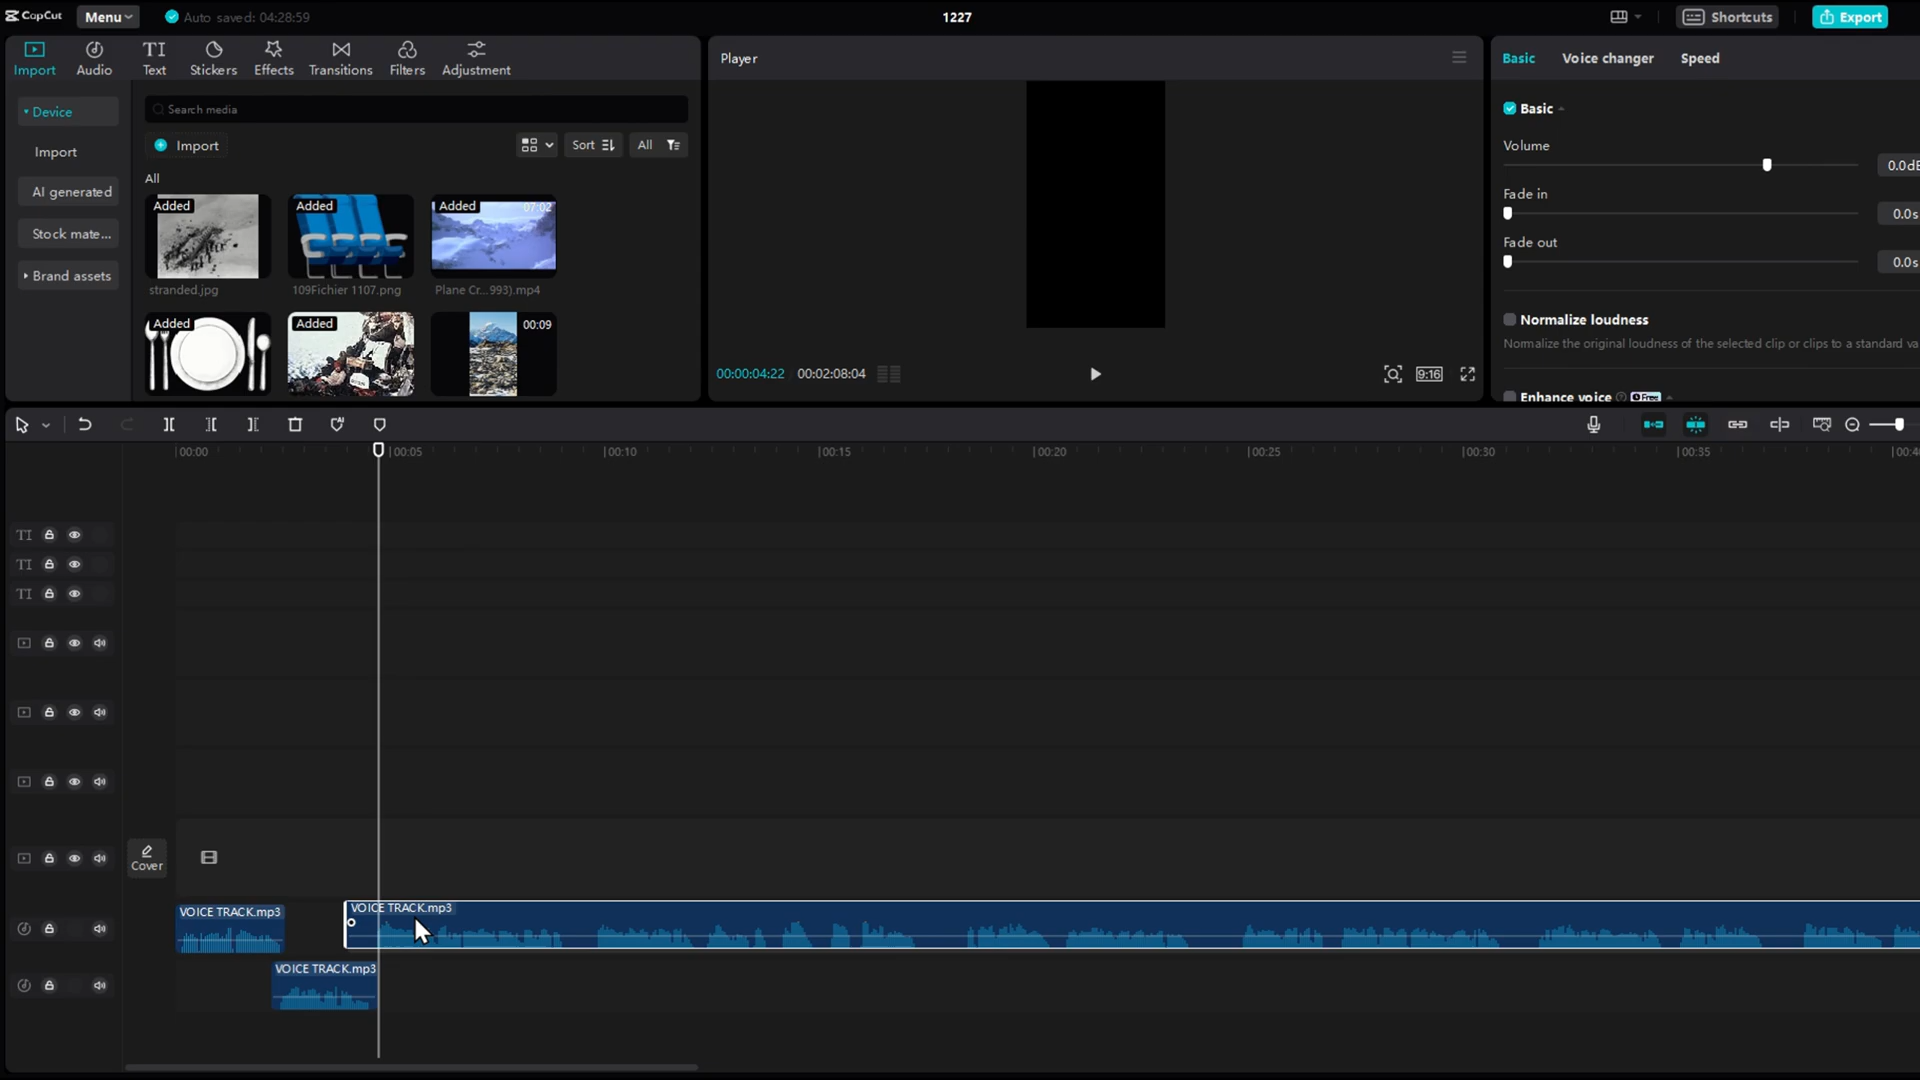 CapCut
Menu
Auto saved: 04:28:59
1227
Shortcuts
Export
Import
Audio
Text
Stickers
Effects
Transitions
Filters
Adjustment
Player
Basic
Voice changer
Speed
Device
Search media
Import
Import
Sort
All
All
AI generated
Stock mate...
Brand assets
Added
Added
Added
07:02
stranded.jpg
109Fichier 1107.png
Plane Cr...993).mp4
Added
Added
00:09
00:00:04:22
00:02:08:04
9:16
Basic
Volume
0.0dB
Fade in
0.0s
Fade out
0.0s
Normalize loudness
Normalize the original loudness of the selected clip or clips to a standard va
Enhance voice
Free
00:00
00:05
00:10
00:15
00:20
00:25
00:30
00:35
00:40
TI
TI
TI
Cover
VOICE TRACK.mp3
VOICE TRACK.mp3
VOICE TRACK.mp3